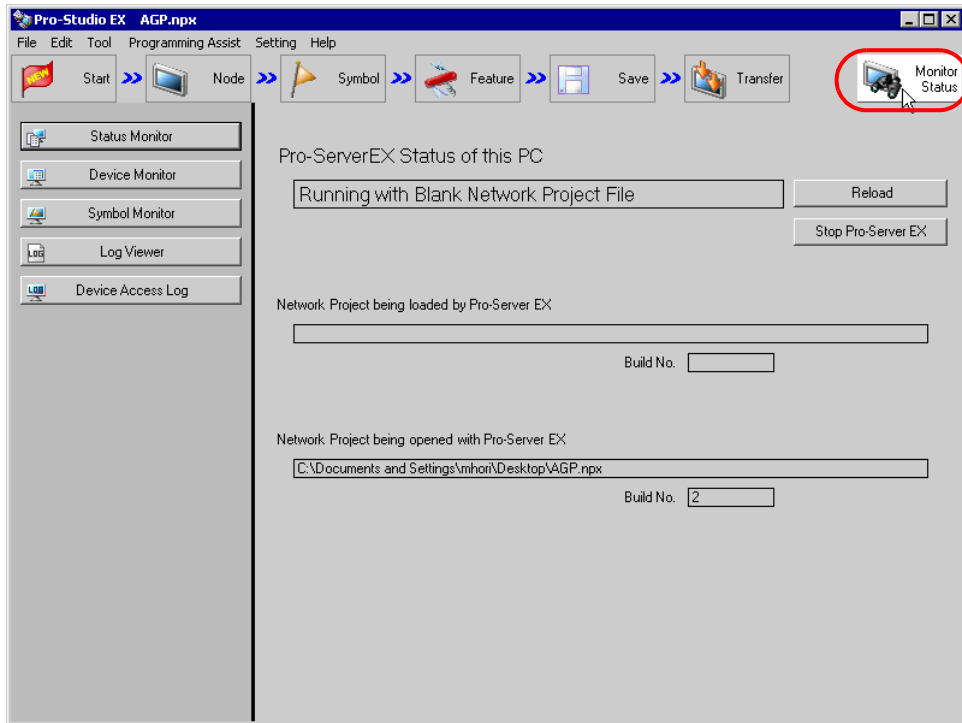 Pro-Studio EX AGP.npx
File Edit Tool Programming Assist Setting Help
NEW Start Node Symbol Feature Save Transfer Monitor Status
Status Monitor
Device Monitor
Symbol Monitor
LOG Log Viewer
LOG Device Access Log
Pro-ServerEX Status of this PC
Running with Blank Network Project File
Reload
Stop Pro-Server EX
Network Project being loaded by Pro-Server EX
Build No.
Network Project being opened with Pro-Server EX
C:\Documents and Settings\mhori\Desktop\AGP.npx
Build No. 2